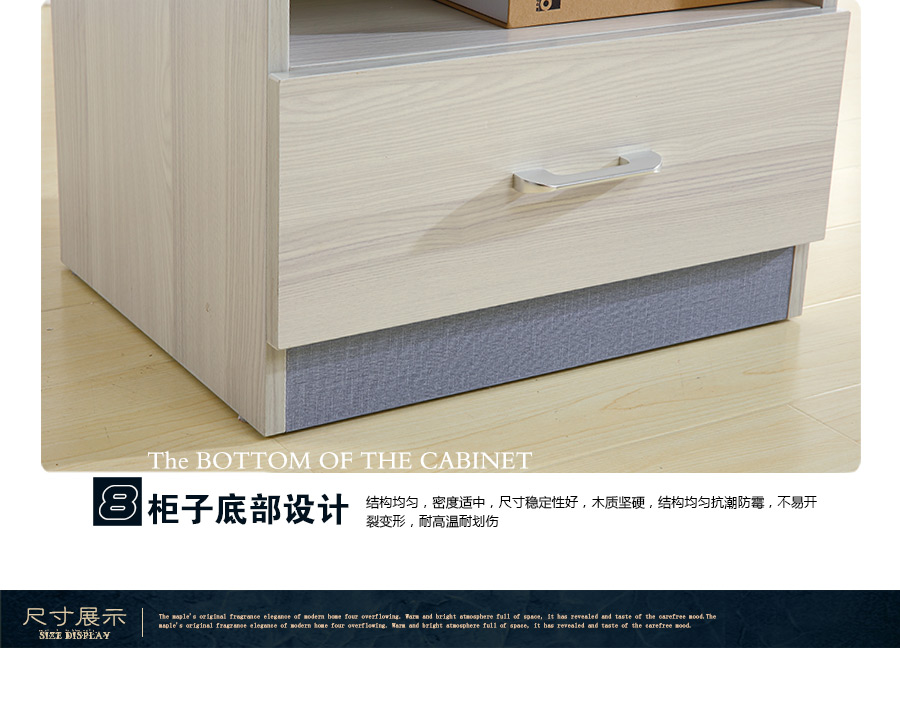 The BOTTOM OF THE CABINET
8 柜子底部设计
结构均匀，密度适中，尺寸稳定性好，木质坚硬，结构均匀抗潮防霉，不易开
裂变形，耐高温耐划伤
尺寸展示
SIZE DISPLAY
The maple's original fragrance elegance of modern home four overflowing. Warm and bright atmosphere full of space, it has revealed and taste of the carefree mood.The
maple's original fragrance elegance of modern home four overflowing. Warm and bright atmosphere full of space, it has revealed and taste of the carefree mood.